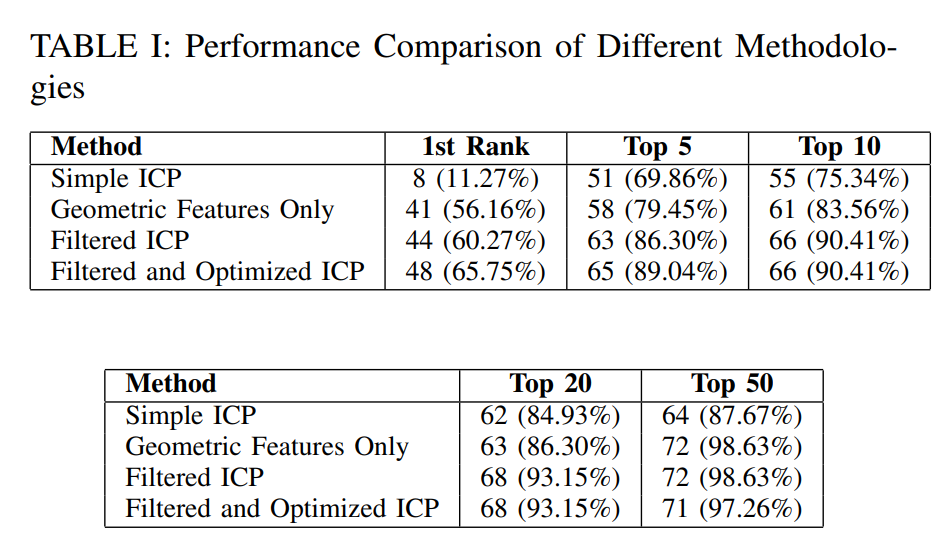 TABLE I: Performance Comparison of Different Methodolo-
gies
Method 1st Rank Top 5 Top 10
Simple ICP 8 (11.27%) 51 (69.86%) 55 (75.34%)
Geometric Features Only 41 (56.16%) 58 (79.45%) 61 (83.56%)
Filtered ICP 44 (60.27%) 63 (86.30%) 66 (90.41%)
Filtered and Optimized ICP 48 (65.75%) 65 (89.04%) 66 (90.41%)
Method Top 20 Top 50
Simple ICP 62 (84.93%) 64 (87.67%)
Geometric Features Only 63 (86.30%) 72 (98.63%)
Filtered ICP 68 (93.15%) 72 (98.63%)
Filtered and Optimized ICP 68 (93.15%) 71 (97.26%)